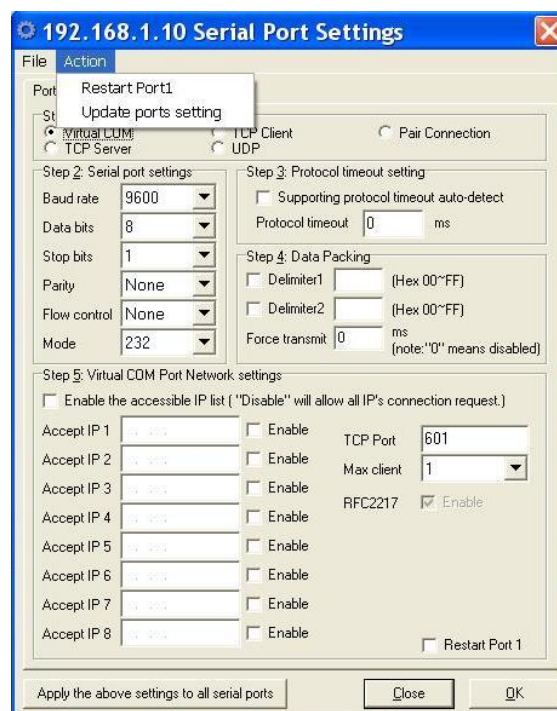 192.168.1.10 Serial Port Settings
File Action
Restart Port1
Update ports setting
Virtual COM TCP Client Pair Connection
TCP Server UDP
Step 2: Serial port settings
Baud rate 9600
Data bits 8
Stop bits 1
Parity None
Flow control None
Mode 232
Step 3: Protocol timeout setting
Supporting protocol timeout auto-detect
Protocol timeout 0 ms
Step 4: Data Packing
Delimiter1 (Hex 00~FF)
Delimiter2 (Hex 00~FF)
Force transmit 0 ms
(note:"0" means disabled)
Step 5: Virtual COM Port Network settings
Enable the accessible IP list ( "Disable" will allow all IP's connection request.)
Accept IP 1 Enable
Accept IP 2 Enable
Accept IP 3 Enable
Accept IP 4 Enable
Accept IP 5 Enable
Accept IP 6 Enable
Accept IP 7 Enable
Accept IP 8 Enable
TCP Port 601
Max client 1
RFC2217 Enable
Restart Port 1
Apply the above settings to all serial ports Close OK